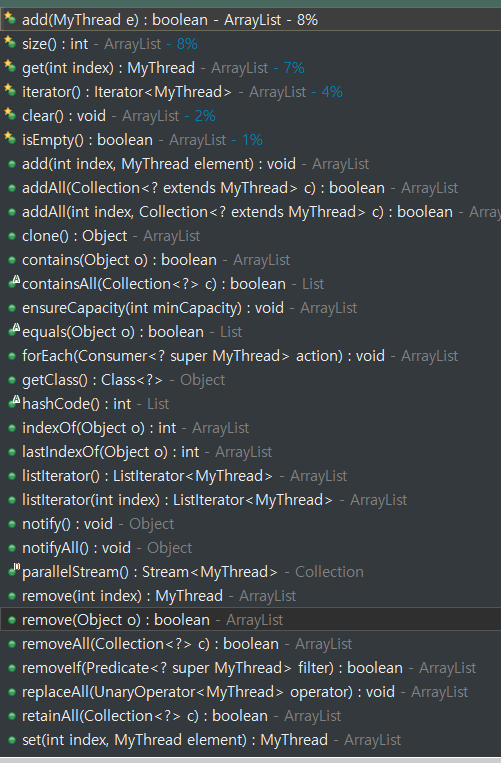 add(MyThread e) : boolean - ArrayList - 8%
size() : int - ArrayList - 8%
get(int index) : MyThread - ArrayList - 7%
iterator() : Iterator<MyThread> - ArrayList - 4%
clear() : void - ArrayList - 2%
isEmpty() : boolean - ArrayList - 1%
add(int index, MyThread element) : void - ArrayList
addAll(Collection<? extends MyThread> c) : boolean - ArrayList
addAll(int index, Collection<? extends MyThread> c) : boolean - Array
clone() : Object - ArrayList
contains(Object o) : boolean - ArrayList
containsAll(Collection<?> c) : boolean - List
ensureCapacity(int minCapacity) : void - ArrayList
equals(Object o) : boolean - List
forEach(Consumer<? super MyThread> action) : void - ArrayList
getClass() : Class<?> - Object
hashCode() : int - List
indexOf(Object o) : int - ArrayList
lastIndexOf(Object o) : int - ArrayList
listIterator() : ListIterator<MyThread> - ArrayList
listIterator(int index) : ListIterator<MyThread> - ArrayList
notify() : void - Object
notifyAll() : void - Object
parallelStream() : Stream<MyThread> - Collection
remove(int index) : MyThread - ArrayList
remove(Object o) : boolean - ArrayList
removeAll(Collection<?> c) : boolean - ArrayList
removeIf(Predicate<? super MyThread> filter) : boolean - ArrayList
replaceAll(UnaryOperator<MyThread> operator) : void - ArrayList
retainAll(Collection<?> c) : boolean - ArrayList
set(int index, MyThread element) : MyThread - ArrayList